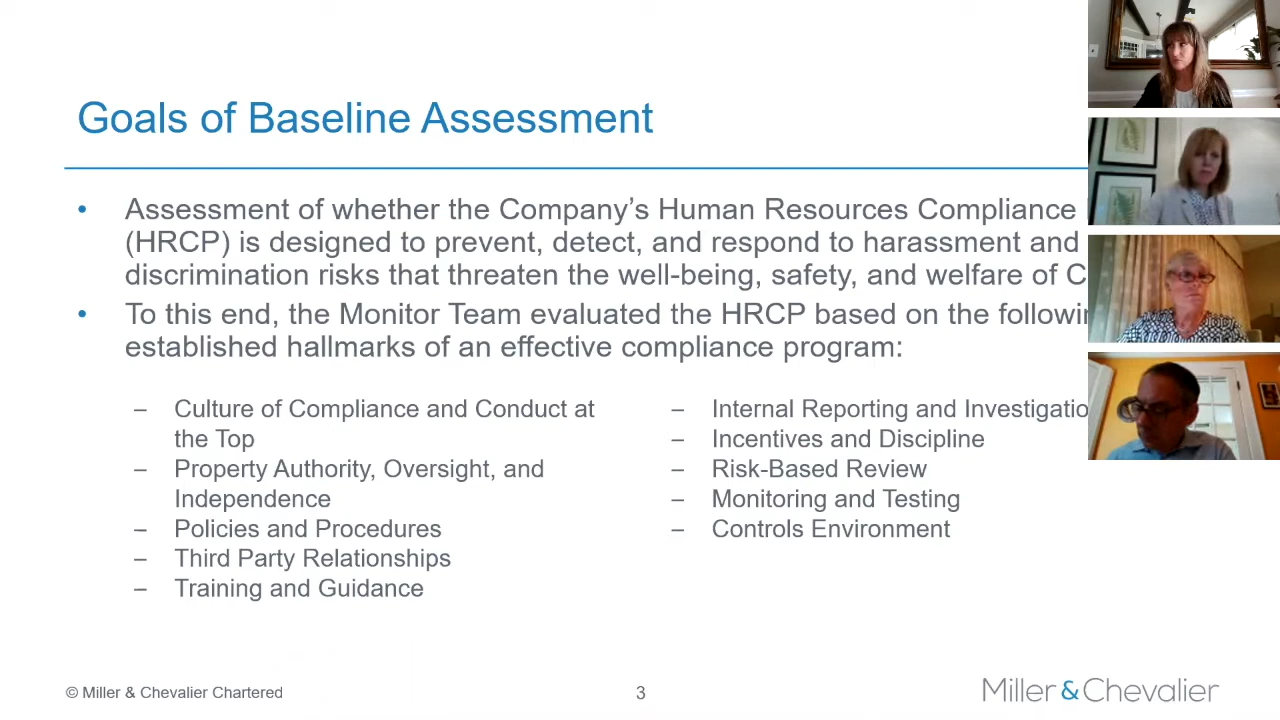 Goals of Baseline Assessment
• Assessment of whether the Company's Human Resources Compliance
(HRCP) is designed to prevent, detect, and respond to harassment and
discrimination risks that threaten the well-being, safety, and welfare of C
• To this end, the Monitor Team evaluated the HRCP based on the followin
established hallmarks of an effective compliance program:
– Culture of Compliance and Conduct at
the Top
– Property Authority, Oversight, and
Independence
– Policies and Procedures
– Third Party Relationships
– Training and Guidance
– Internal Reporting and Investigatio
– Incentives and Discipline
– Risk-Based Review
– Monitoring and Testing
– Controls Environment
© Miller & Chevalier Chartered
3
Miller&Chevalier